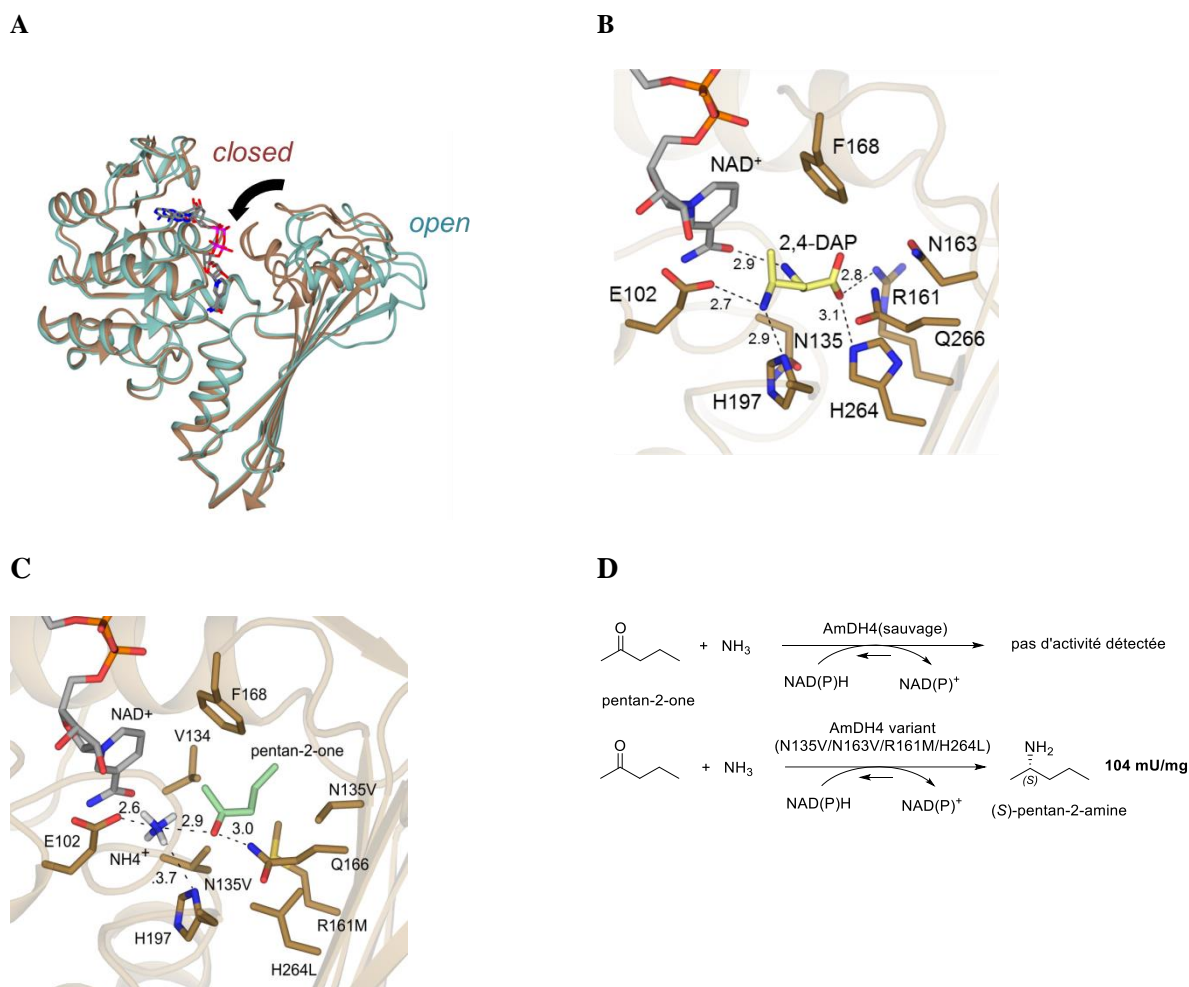 A
closed
open
B
NAD+
F168
2,4-DAP
N163
2.9
2.8
E102
R161
2.7
3.1
Q266
N135
2.9
H197
H264
C
F168
NAD+
V134
pentan-2-one
N135V
2.6
2.9
3.0
E102
NH4+
Q166
N135V
.3.7
R161M
H197
H264L
D
O
+ NH3
AmDH4(sauvage)
NAD(P)H
NAD(P)+
pas d'activité détectée
pentan-2-one
O
+ NH3
AmDH4 variant
(N135V/N163V/R161M/H264L)
NAD(P)H
NAD(P)+
NH2
(S)
104 mU/mg
(S)-pentan-2-amine